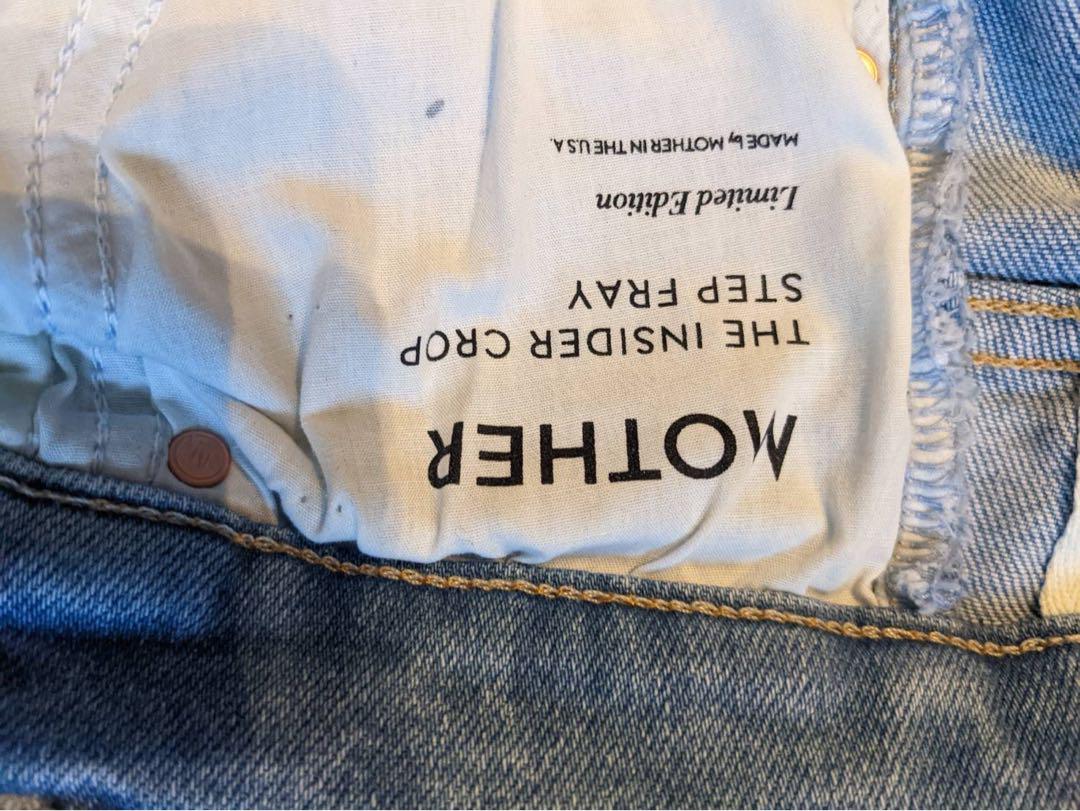 MOTHER
THE INSIDER CROP
STEP FRAY
Limited Edition
MADE by MOTHER IN THE U.S.A.